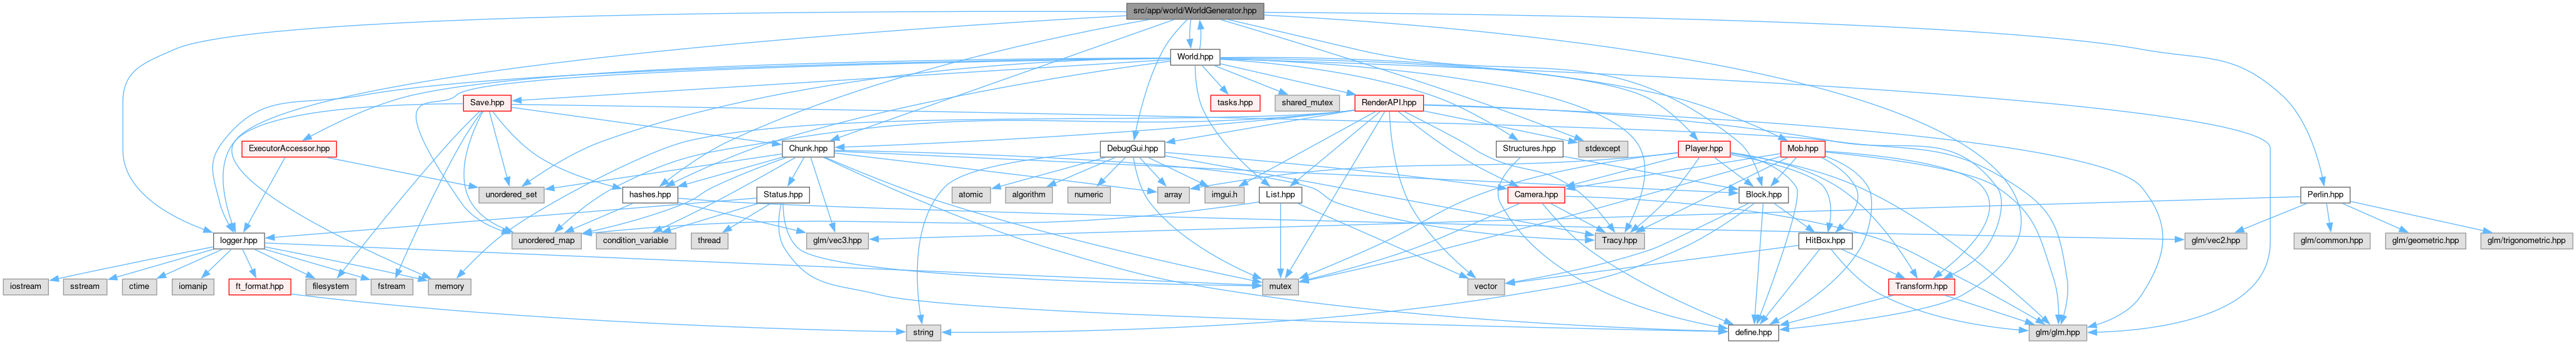 src/app/world/WorldGenerator.hpp
World.hpp
Save.hpp
tasks.hpp
shared_mutex
RenderAPI.hpp
ExecutorAccessor.hpp
Chunk.hpp
DebugGui.hpp
Structures.hpp
stdexcept
Player.hpp
Mob.hpp
unordered_set
hashes.hpp
Status.hpp
atomic
algorithm
numeric
array
imgui.h
List.hpp
Camera.hpp
Block.hpp
Perlin.hpp
logger.hpp
unordered_map
condition_variable
thread
glm/vec3.hpp
Tracy.hpp
HitBox.hpp
glm/vec2.hpp
glm/common.hpp
glm/geometric.hpp
glm/trigonometric.hpp
iostream
sstream
ctime
iomanip
ft_format.hpp
filesystem
fstream
memory
mutex
vector
Transform.hpp
string
define.hpp
glm/glm.hpp